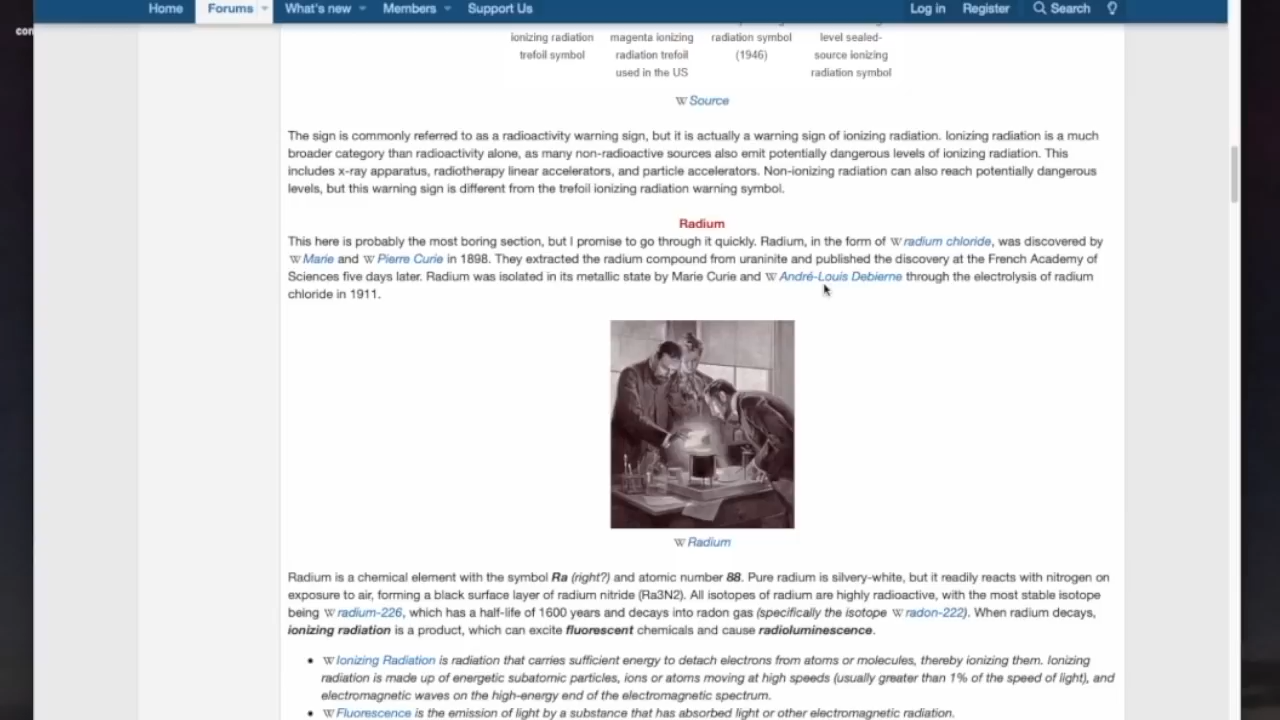 Home Forums What's new Members Support Us Log in Register Search
con
ionizing radiation magenta ionizing radiation symbol level sealed-
trefoil symbol radiation trefoil (1946) source ionizing
used in the US radiation symbol
W Source
The sign is commonly referred to as a radioactivity warning sign, but it is actually a warning sign of ionizing radiation. Ionizing radiation is a much
broader category than radioactivity alone, as many non-radioactive sources also emit potentially dangerous levels of ionizing radiation. This
includes x-ray apparatus, radiotherapy linear accelerators, and particle accelerators. Non-ionizing radiation can also reach potentially dangerous
levels, but this warning sign is different from the trefoil ionizing radiation warning symbol.
Radium
This here is probably the most boring section, but I promise to go through it quickly. Radium, in the form of W radium chloride, was discovered by
W Marie and W Pierre Curie in 1898. They extracted the radium compound from uraninite and published the discovery at the French Academy of
Sciences five days later. Radium was isolated in its metallic state by Marie Curie and W André-Louis Debierne through the electrolysis of radium
chloride in 1911.
W Radium
Radium is a chemical element with the symbol Ra (right?) and atomic number 88. Pure radium is silvery-white, but it readily reacts with nitrogen on
exposure to air, forming a black surface layer of radium nitride (Ra3N2). All isotopes of radium are highly radioactive, with the most stable isotope
being W radium-226, which has a half-life of 1600 years and decays into radon gas (specifically the isotope W radon-222). When radium decays,
ionizing radiation is a product, which can excite fluorescent chemicals and cause radioluminescence.
• W Ionizing Radiation is radiation that carries sufficient energy to detach electrons from atoms or molecules, thereby ionizing them. Ionizing
radiation is made up of energetic subatomic particles, ions or atoms moving at high speeds (usually greater than 1% of the speed of light), and
electromagnetic waves on the high-energy end of the electromagnetic spectrum.
• W Fluorescence is the emission of light by a substance that has absorbed light or other electromagnetic radiation.